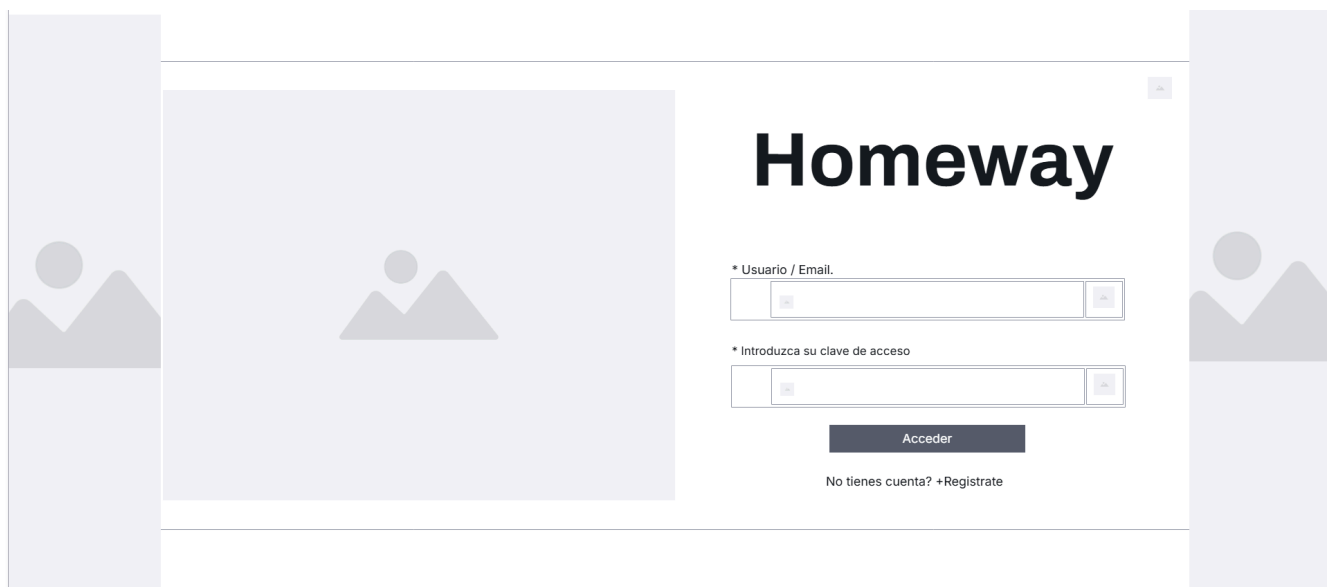 Homeway
* Usuario / Email.
* Introduzca su clave de acceso
Acceder
No tienes cuenta? +Registrate